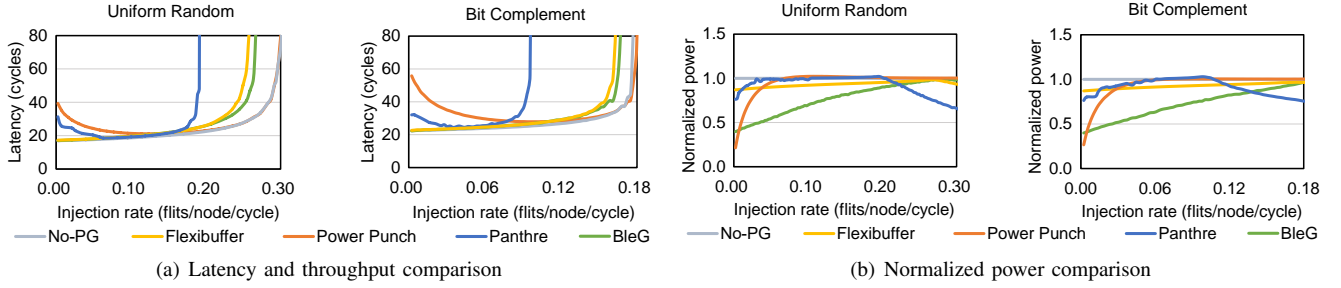 Uniform Random
80
60
40
20
0
Latency (cycles)
0.00 0.10 0.20 0.30
Injection rate (flits/node/cycle)
Bit Complement
80
60
40
20
0
Latency (cycles)
0.00 0.06 0.12 0.18
Injection rate (flits/node/cycle)
No-PG Flexibuffer Power Punch Panthre BleG
(a) Latency and throughput comparison
Uniform Random
1.5
1.0
0.5
0.0
Normalized power
0.00 0.10 0.20 0.30
Injection rate (flits/node/cycle)
Bit Complement
1.5
1.0
0.5
0.0
Normalized power
0.00 0.06 0.12 0.18
Injection rate (flits/node/cycle)
No-PG Flexibuffer Power Punch Panthre BleG
(b) Normalized power comparison